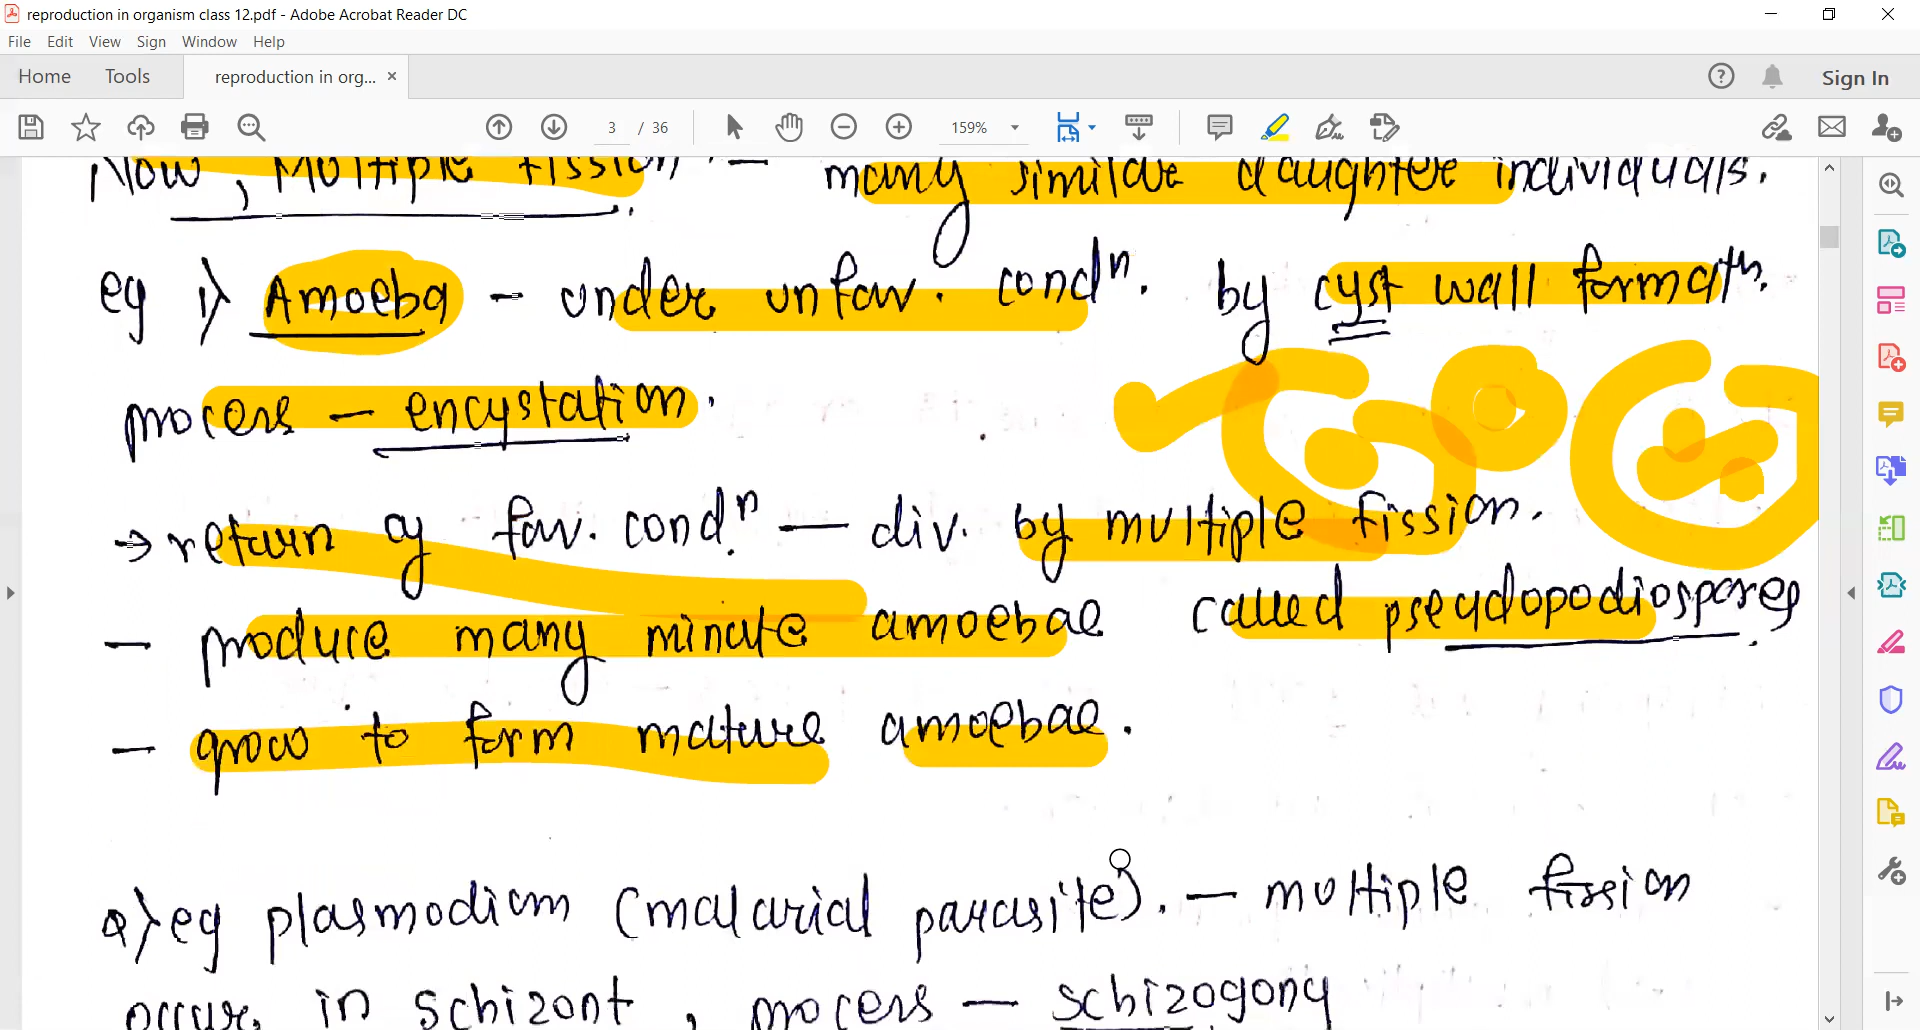 reproduction in organism class 12.pdf - Adobe Acrobat Reader DC
File Edit View Sign Window Help
Home Tools reproduction in org... × Sign In
3 / 36 159%
Now, Multiple fission - many similar daughter individuals.
eg 1) Amoeba - under unfav. condⁿ. by cyst wall formatⁿ.
process - encystation.
→ return of fav. condⁿ. - div. by multiple fission.
- produce many minute amoebae called pseudopodiospores.
- grow to form mature amoebae.
2) eg plasmodium (malarial parasite). - multiple fission
occurs in schizont, process - schizogony